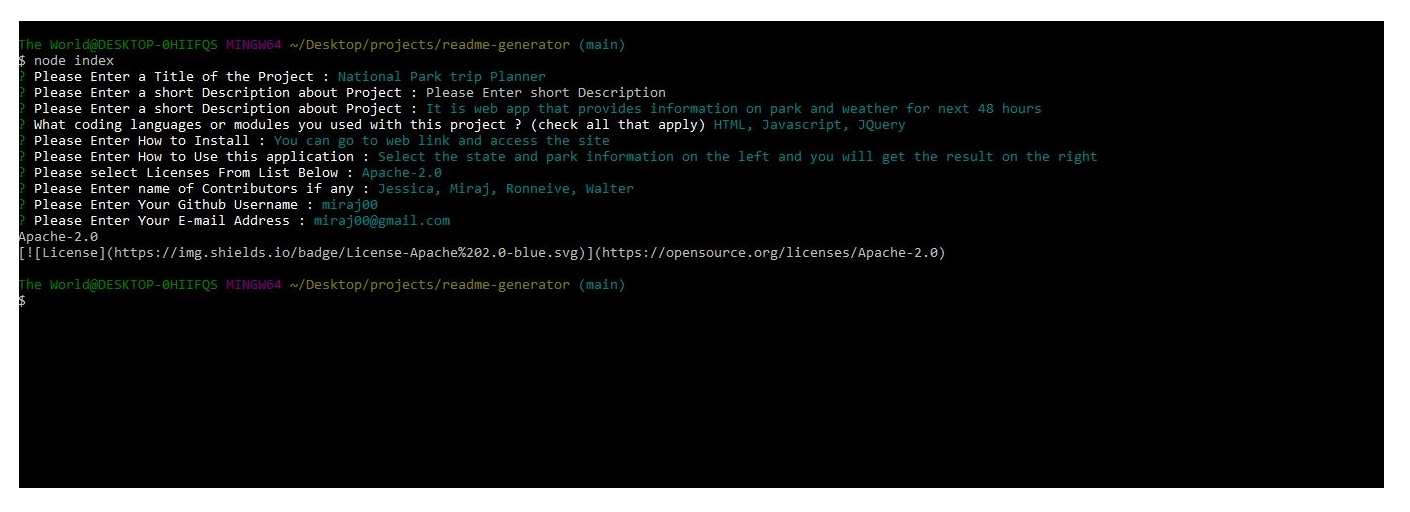 The World@DESKTOP-0HIIFQS MINGW64 ~/Desktop/projects/readme-generator (main)
$ node index
? Please Enter a Title of the Project : National Park trip Planner
? Please Enter a short Description about Project : Please Enter short Description
? Please Enter a short Description about Project : It is web app that provides information on park and weather for next 48 hours
? What coding languages or modules you used with this project ? (check all that apply) HTML, Javascript, JQuery
? Please Enter How to Install : You can go to web link and access the site
? Please Enter How to Use this application : Select the state and park information on the left and you will get the result on the right
? Please select Licenses From List Below : Apache-2.0
? Please Enter name of Contributors if any : Jessica, Miraj, Ronneive, Walter
? Please Enter Your Github Username : miraj00
? Please Enter Your E-mail Address : miraj00@gmail.com
Apache-2.0
[![License](https://img.shields.io/badge/License-Apache%202.0-blue.svg)](https://opensource.org/licenses/Apache-2.0)
The World@DESKTOP-0HIIFQS MINGW64 ~/Desktop/projects/readme-generator (main)
$